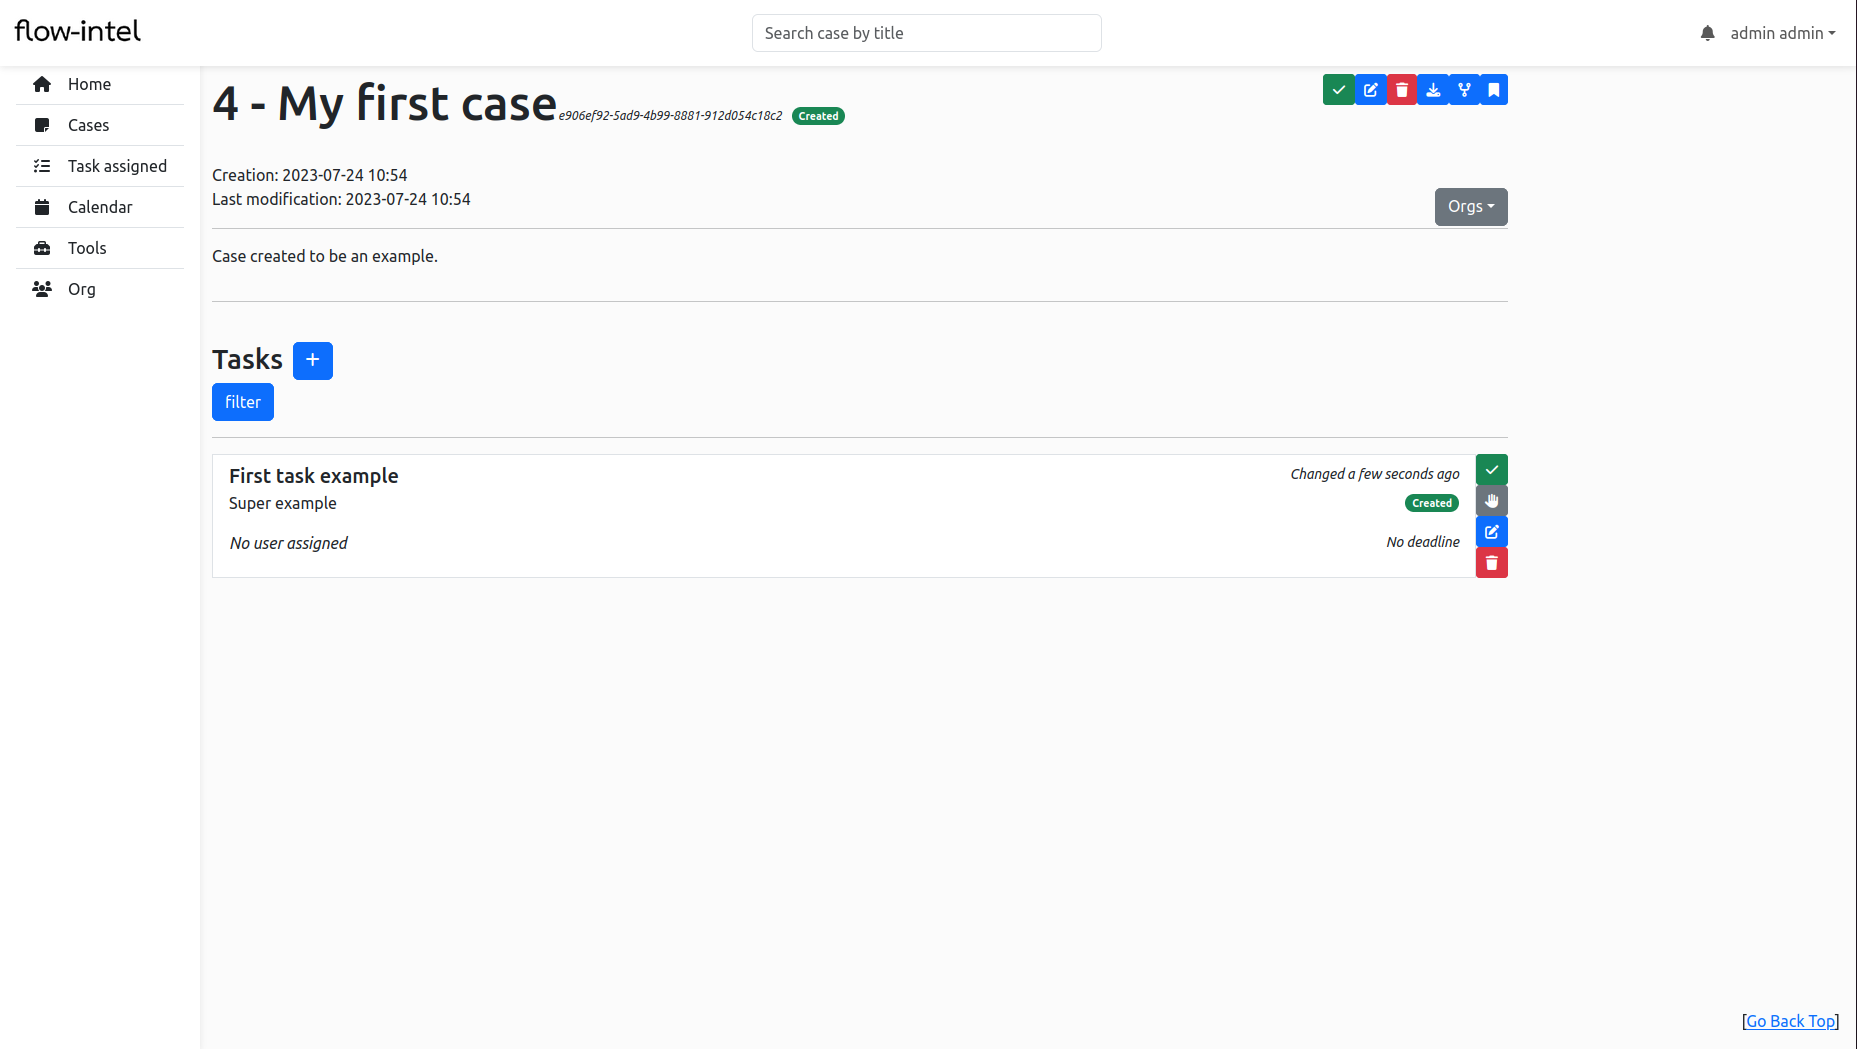 flow-intel
Search case by title
admin admin
Home
Cases
Task assigned
Calendar
Tools
Org
4 - My first case e906ef92-5ad9-4b99-8881-912d054c18c2 Created
Creation: 2023-07-24 10:54
Last modification: 2023-07-24 10:54
Orgs
Case created to be an example.
Tasks +
filter
First task example
Changed a few seconds ago
Super example
Created
No user assigned
No deadline
[Go Back Top]